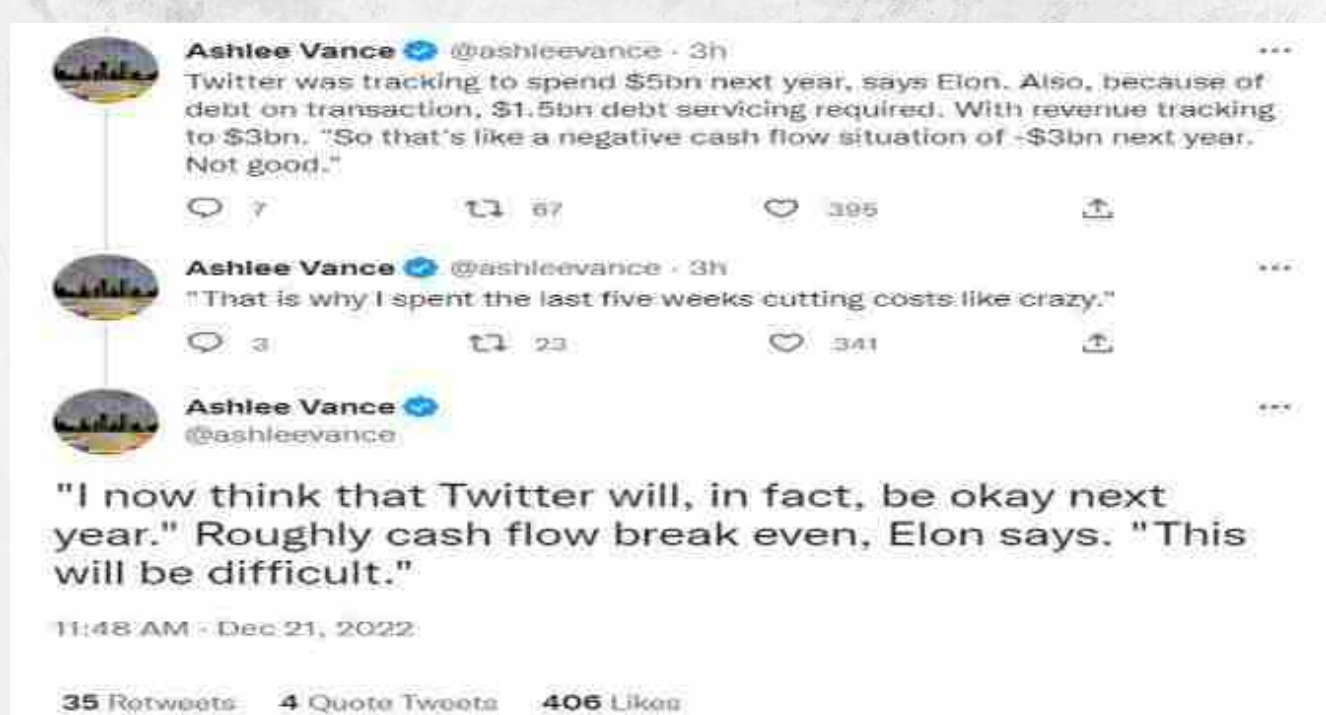 Ashlee Vance @ashleevance · 3h
Twitter was tracking to spend $5bn next year, says Elon. Also, because of
debt on transaction, $1.5bn debt servicing required. With revenue tracking
to $3bn. "So that's like a negative cash flow situation of -$3bn next year.
Not good."
7 67 395
Ashlee Vance @ashleevance · 3h
"That is why I spent the last five weeks cutting costs like crazy."
3 23 341
Ashlee Vance
@ashleevance
"I now think that Twitter will, in fact, be okay next
year." Roughly cash flow break even, Elon says. "This
will be difficult."
11:48 AM · Dec 21, 2022
35 Retweets 4 Quote Tweets 406 Likes